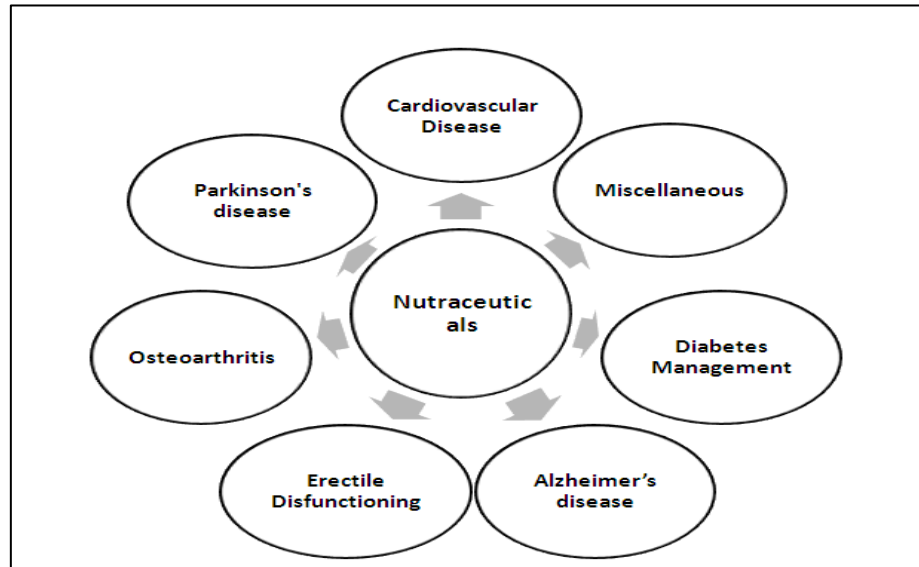 Cardiovascular
Disease
Miscellaneous
Diabetes
Management
Alzheimer’s
disease
Erectile
Disfunctioning
Osteoarthritis
Parkinson's
disease
Nutraceutic
als